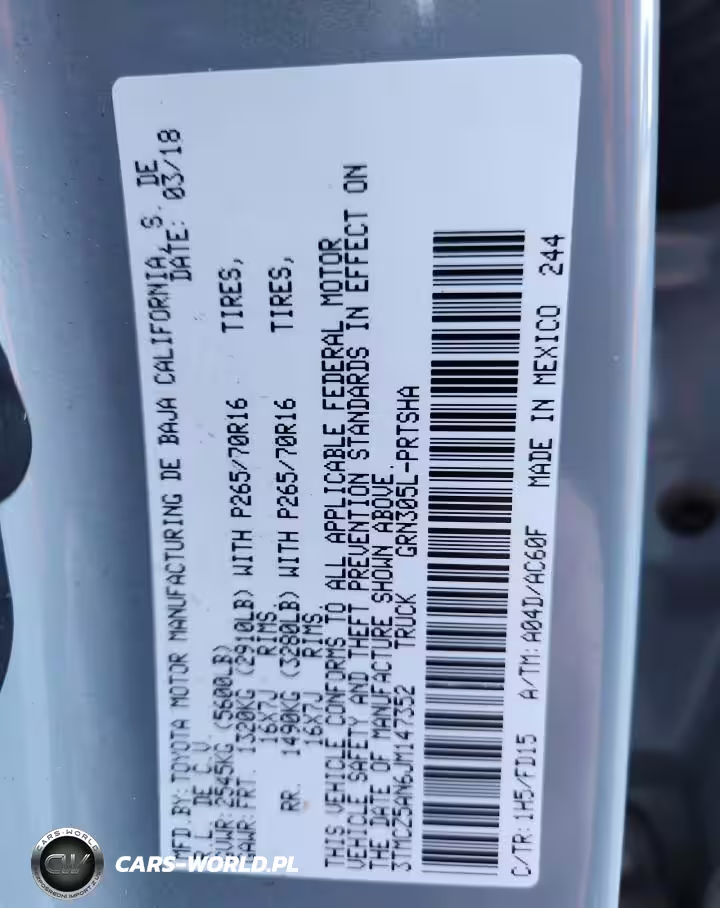 MFD.BY:TOYOTA MOTOR MANUFACTURING DE BAJA CALIFORNIA, S. DE
R L DE C.V. DATE: 03/18
GVWR:2545KG (5600LB)
GAWR:FRT. 1320KG (2910LB) WITH P265/70R16 TIRES,
16X7J RIMS.
RR. 1490KG (3280LB) WITH P265/70R16 TIRES,
16X7J RIMS.
THIS VEHICLE CONFORMS TO ALL APPLICABLE FEDERAL MOTOR
VEHICLE SAFETY AND THEFT PREVENTION STANDARDS IN EFFECT ON
THE DATE OF MANUFACTURE SHOWN ABOVE.
3TMCZ5AN6JM147352 TRUCK GRN305L-PRTSHA
C/TR:1H5/FD15 A/TM:A04D/AC60F MADE IN MEXICO 244
CW
CARS-WORLD.PL